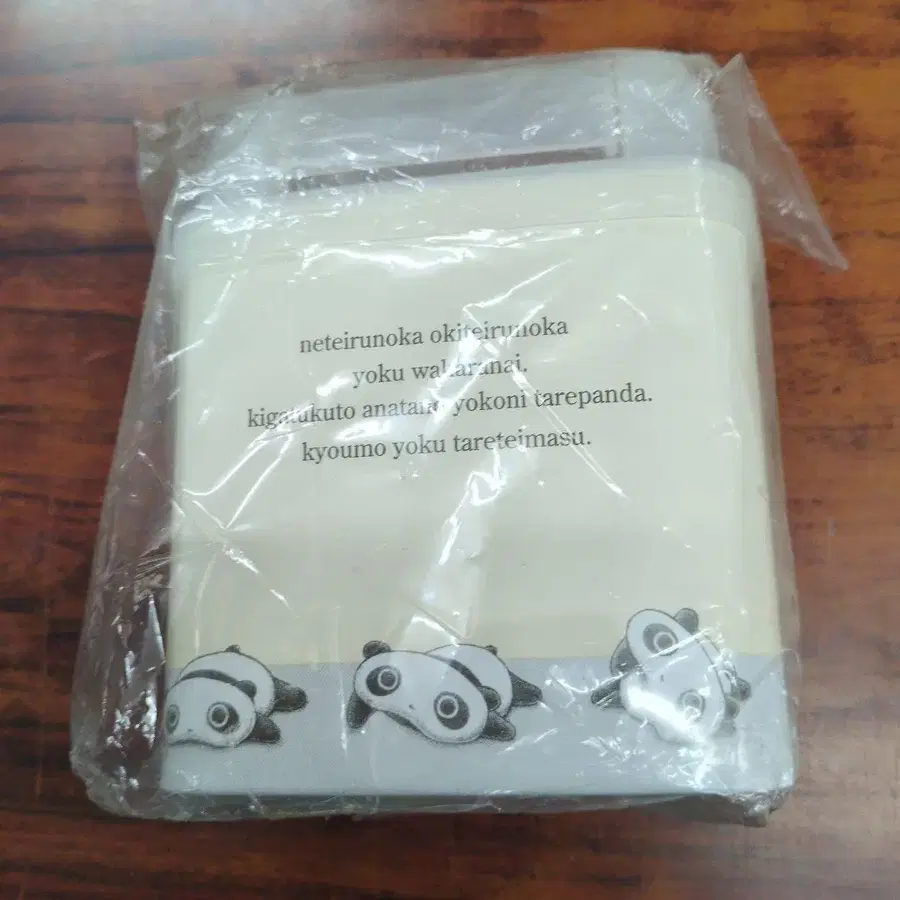 neteirunoka okiteirunoka
yoku wakaranai.
kigatukuto anatano yokoni tarepanda.
kyoumo yoku tareteimasu.